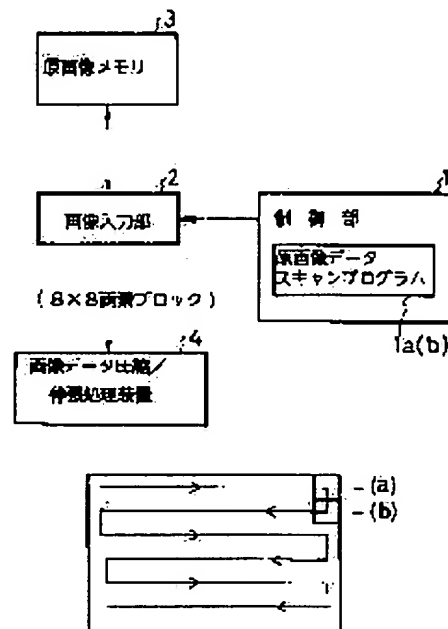 3
原画像メモリ
2
画像入力部
1
制御部
原画像データ
スキャンプログラム
1a(b)
(8×8画素ブロック)
4
画像データ圧縮/
伸張処理装置
(a)
(b)